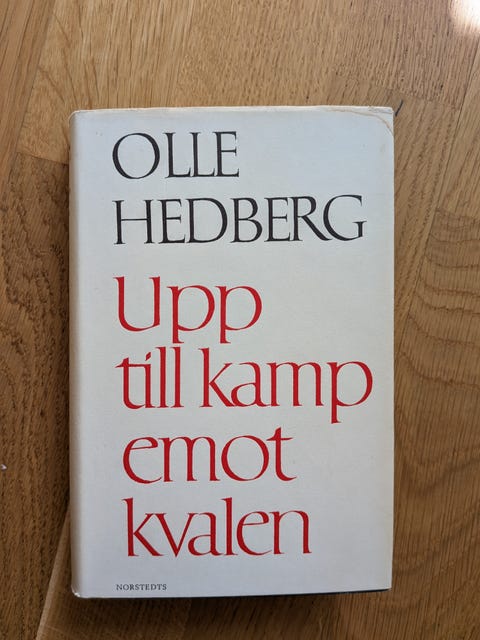 OLLE
HEDBERG
Upp
till kamp
emot
kvalen
NORSTEDTS